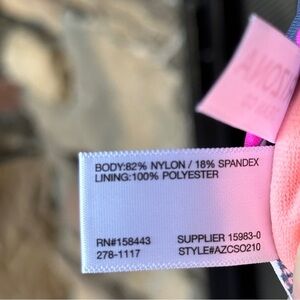 BODY:82% NYLON / 18% SPANDEX
LINING:100% POLYESTER
RN#158443 SUPPLIER 15983-0
278-1117 STYLE#AZCSO210